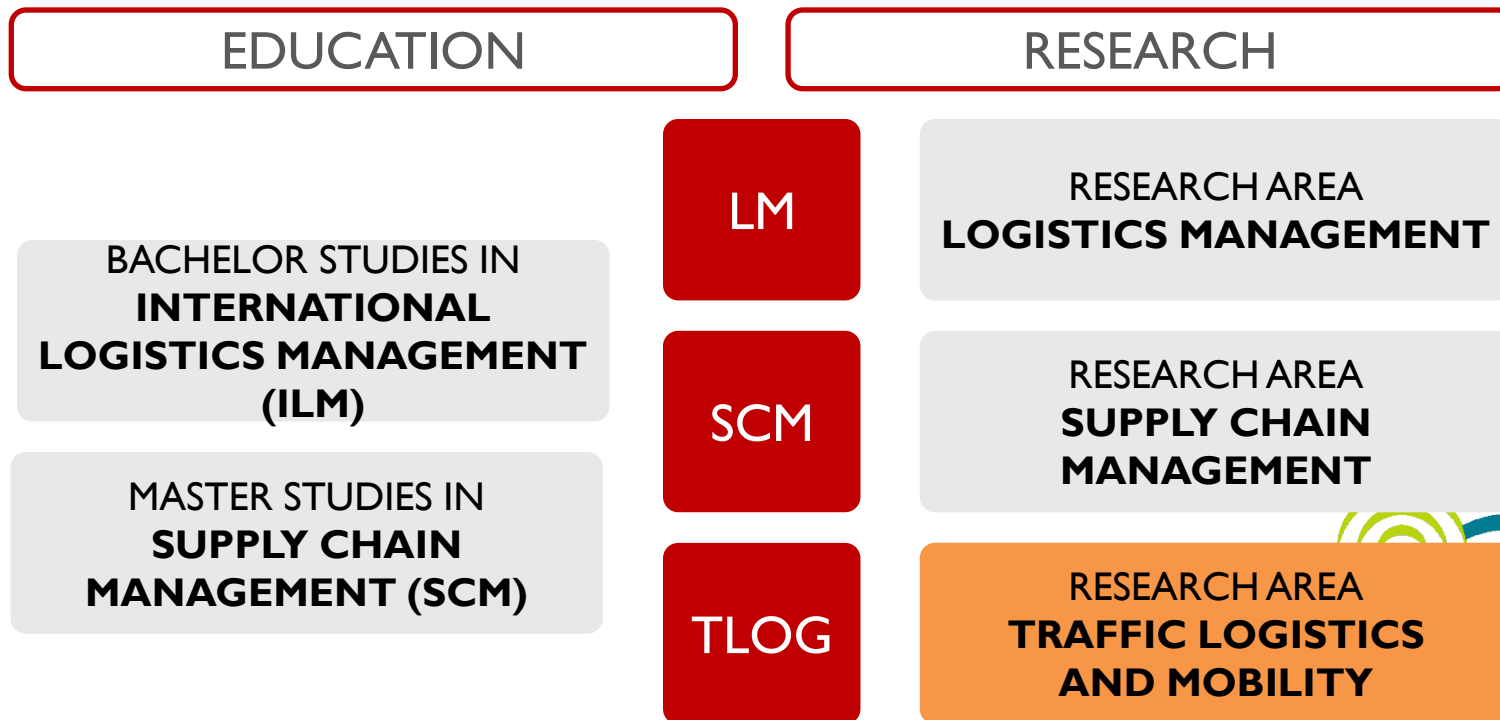 EDUCATION
RESEARCH
BACHELOR STUDIES IN
INTERNATIONAL
LOGISTICS MANAGEMENT
(ILM)
MASTER STUDIES IN
SUPPLY CHAIN
MANAGEMENT (SCM)
LM
RESEARCH AREA
LOGISTICS MANAGEMENT
SCM
RESEARCH AREA
SUPPLY CHAIN
MANAGEMENT
TLOG
RESEARCH AREA
TRAFFIC LOGISTICS
AND MOBILITY